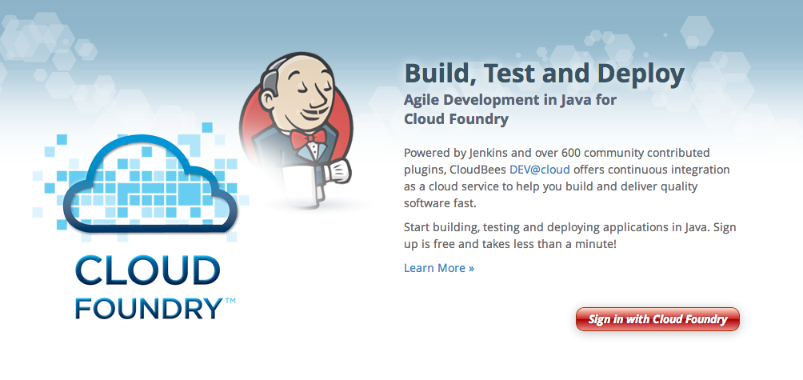 Build, Test and Deploy
Agile Development in Java for
Cloud Foundry
Powered by Jenkins and over 600 community contributed
plugins, CloudBees DEV@cloud offers continuous integration
as a cloud service to help you build and deliver quality
software fast.
Start building, testing and deploying applications in Java. Sign
up is free and takes less than a minute!
Learn More »
Sign in with Cloud Foundry
CLOUD
FOUNDRY™